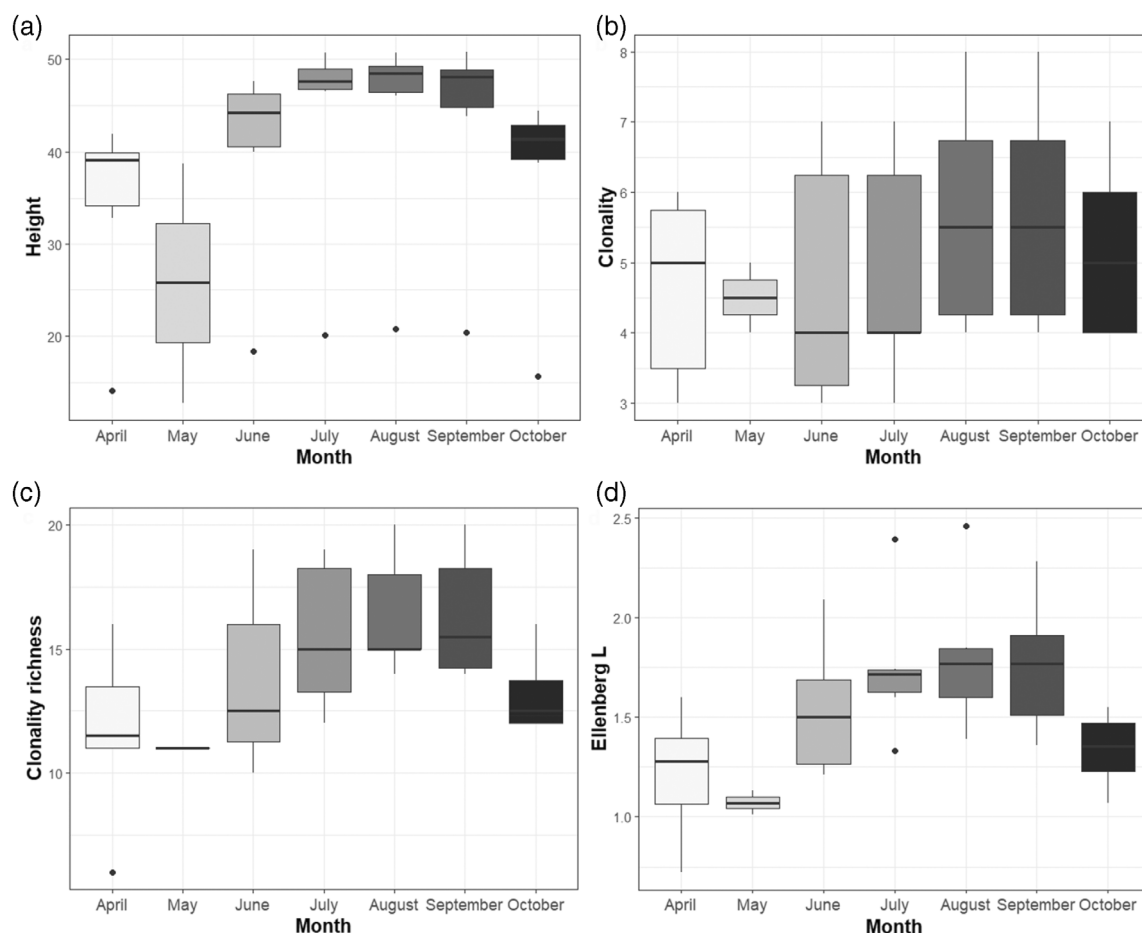 (a)
Height
50
40
30
20
April May June July August September October
Month
(b)
Clonality
8
7
6
5
4
3
April May June July August September October
Month
(c)
Clonality richness
20
15
10
April May June July August September October
Month
(d)
Ellenberg L
2.5
2.0
1.5
1.0
April May June July August September October
Month